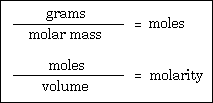 grams
molar mass = moles
moles
volume = molarity